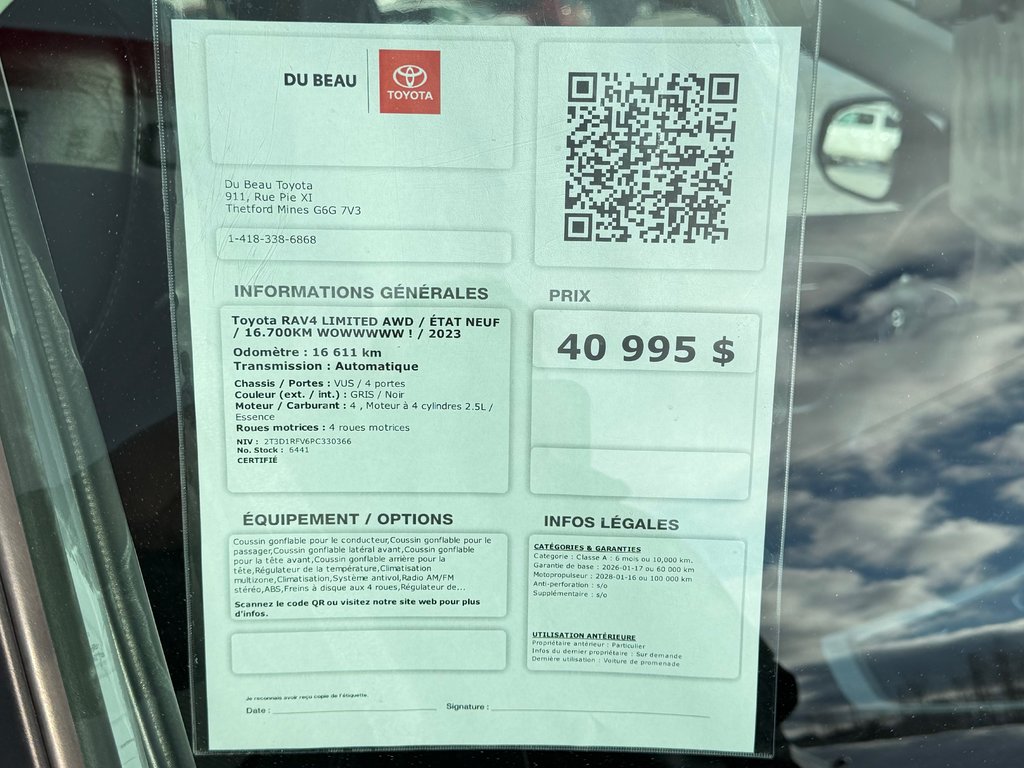 DU BEAU
TOYOTA
Du Beau Toyota
911, Rue Pie XI
Thetford Mines G6G 7V3
1-418-338-6868
INFORMATIONS GÉNÉRALES
Toyota RAV4 LIMITED AWD / ÉTAT NEUF
/ 16.700KM WOWWWWW ! / 2023
Odomètre : 16 611 km
Transmission : Automatique
Chassis / Portes : VUS / 4 portes
Couleur (ext. / int.) : GRIS / Noir
Moteur / Carburant : 4 , Moteur à 4 cylindres 2.5L /
Essence
Roues motrices : 4 roues motrices
NIV : 2T3D1RFV6PC330366
No. Stock : 6441
CERTIFIÉ
PRIX
40 995 $
ÉQUIPEMENT / OPTIONS
Coussin gonflable pour le conducteur,Coussin gonflable pour le
passager,Coussin gonflable latéral avant,Coussin gonflable
pour la tête avant,Coussin gonflable arrière pour la
tête,Régulateur de la température,Climatisation
multizone,Climatisation,Système antivol,Radio AM/FM
stéréo,ABS,Freins à disque aux 4 roues,Régulateur de...
Scannez le code QR ou visitez notre site web pour plus
d'infos.
INFOS LÉGALES
CATÉGORIES & GARANTIES
Catégorie : Classe A : 6 mois ou 10,000 km.
Garantie de base : 2026-01-17 ou 60 000 km
Motopropulseur : 2028-01-16 ou 100 000 km
Anti-perforation : s/o
Supplémentaire : s/o
UTILISATION ANTÉRIEURE
Propriétaire antérieur : Particulier
Infos du dernier propriétaire : Sur demande
Dernière utilisation : Voiture de promenade
Je reconnais avoir reçu copie de l'étiquette.
Date : Signature :